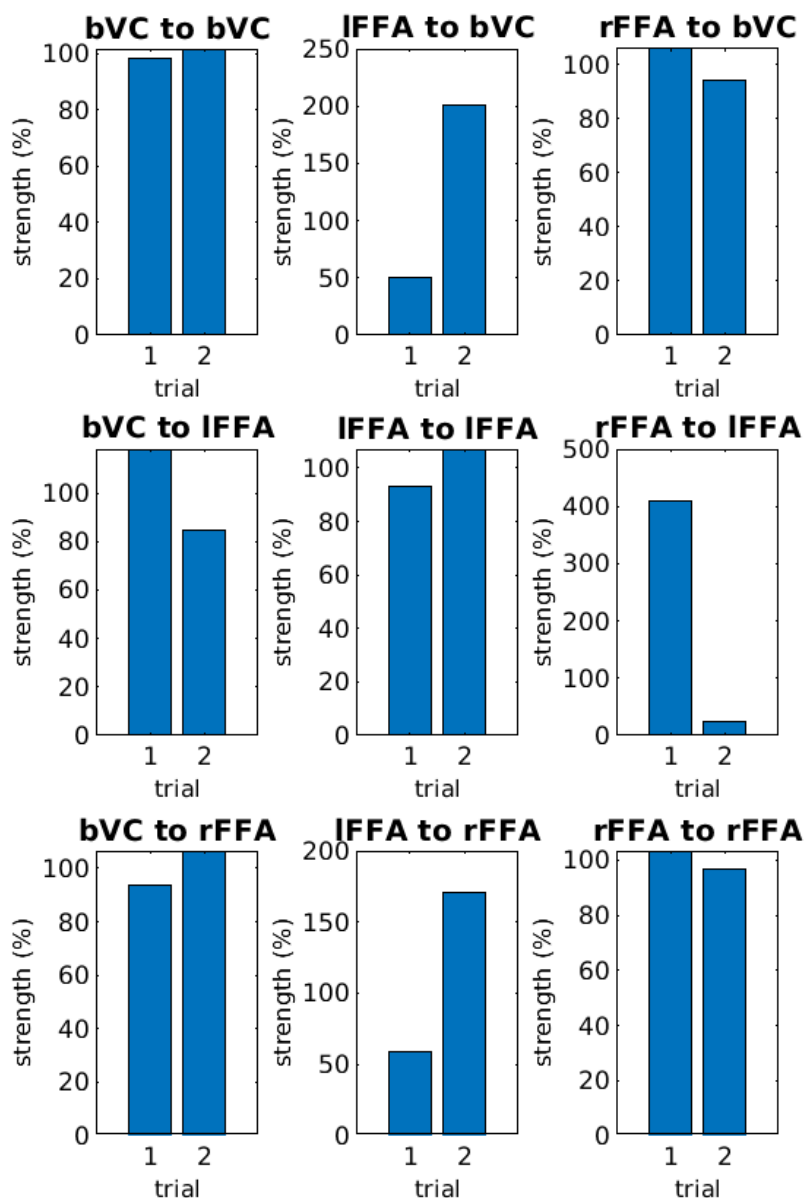 bVC to bVC
strength (%)
100
80
60
40
20
0
1 2
trial
lFFA to bVC
strength (%)
250
200
150
100
50
0
1 2
trial
rFFA to bVC
strength (%)
100
80
60
40
20
0
1 2
trial
bVC to lFFA
strength (%)
100
80
60
40
20
0
1 2
trial
lFFA to lFFA
strength (%)
100
80
60
40
20
0
1 2
trial
rFFA to lFFA
strength (%)
500
400
300
200
100
0
1 2
trial
bVC to rFFA
strength (%)
100
80
60
40
20
0
1 2
trial
lFFA to rFFA
strength (%)
200
150
100
50
0
1 2
trial
rFFA to rFFA
strength (%)
100
80
60
40
20
0
1 2
trial